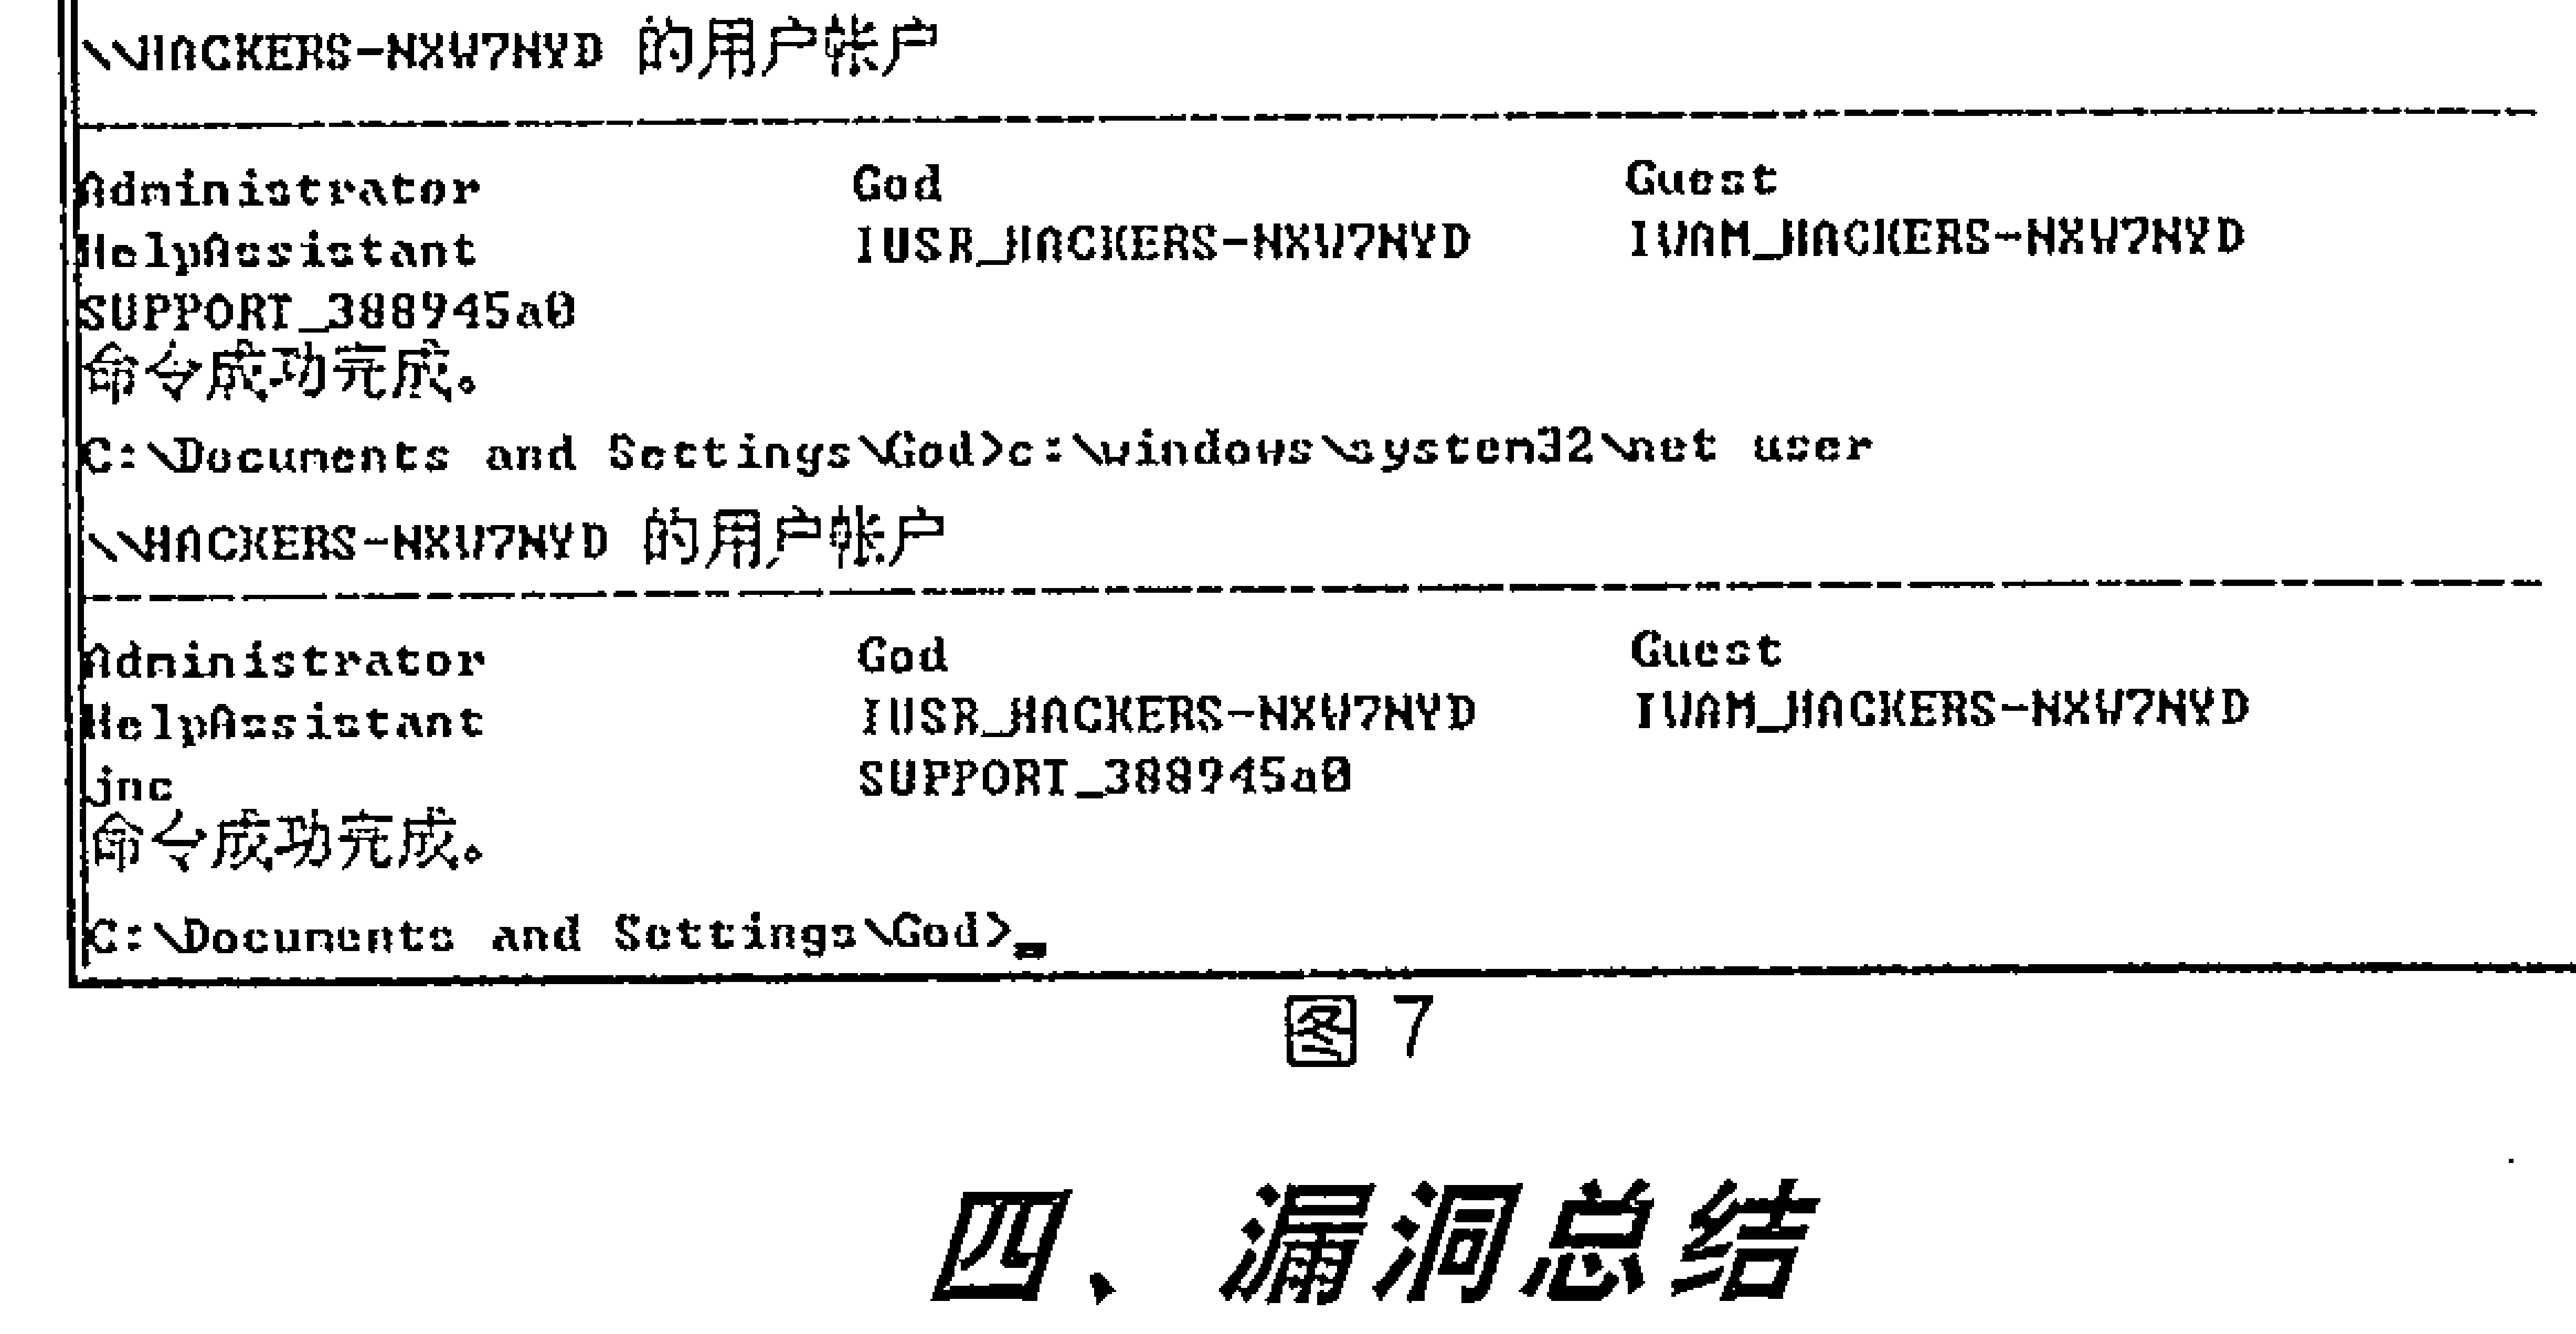 \\HACKERS-NXW7NYD 的用户帐户
-------------------------------------------------------------------------------
Administrator God Guest
HelpAssistant IUSR_HACKERS-NXW7NYD IWAM_HACKERS-NXW7NYD
SUPPORT_388945a0
命令成功完成。
C:\Documents and Settings\God>c:\windows\system32\net user
\\HACKERS-NXW7NYD 的用户帐户
-------------------------------------------------------------------------------
Administrator God Guest
HelpAssistant IUSR_HACKERS-NXW7NYD IWAM_HACKERS-NXW7NYD
jnc SUPPORT_388945a0
命令成功完成。
C:\Documents and Settings\God>_
图 7
四、漏洞总结